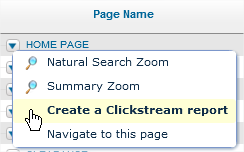 Page Name
HOME PAGE
Natural Search Zoom
Summary Zoom
Create a Clickstream report
Navigate to this page